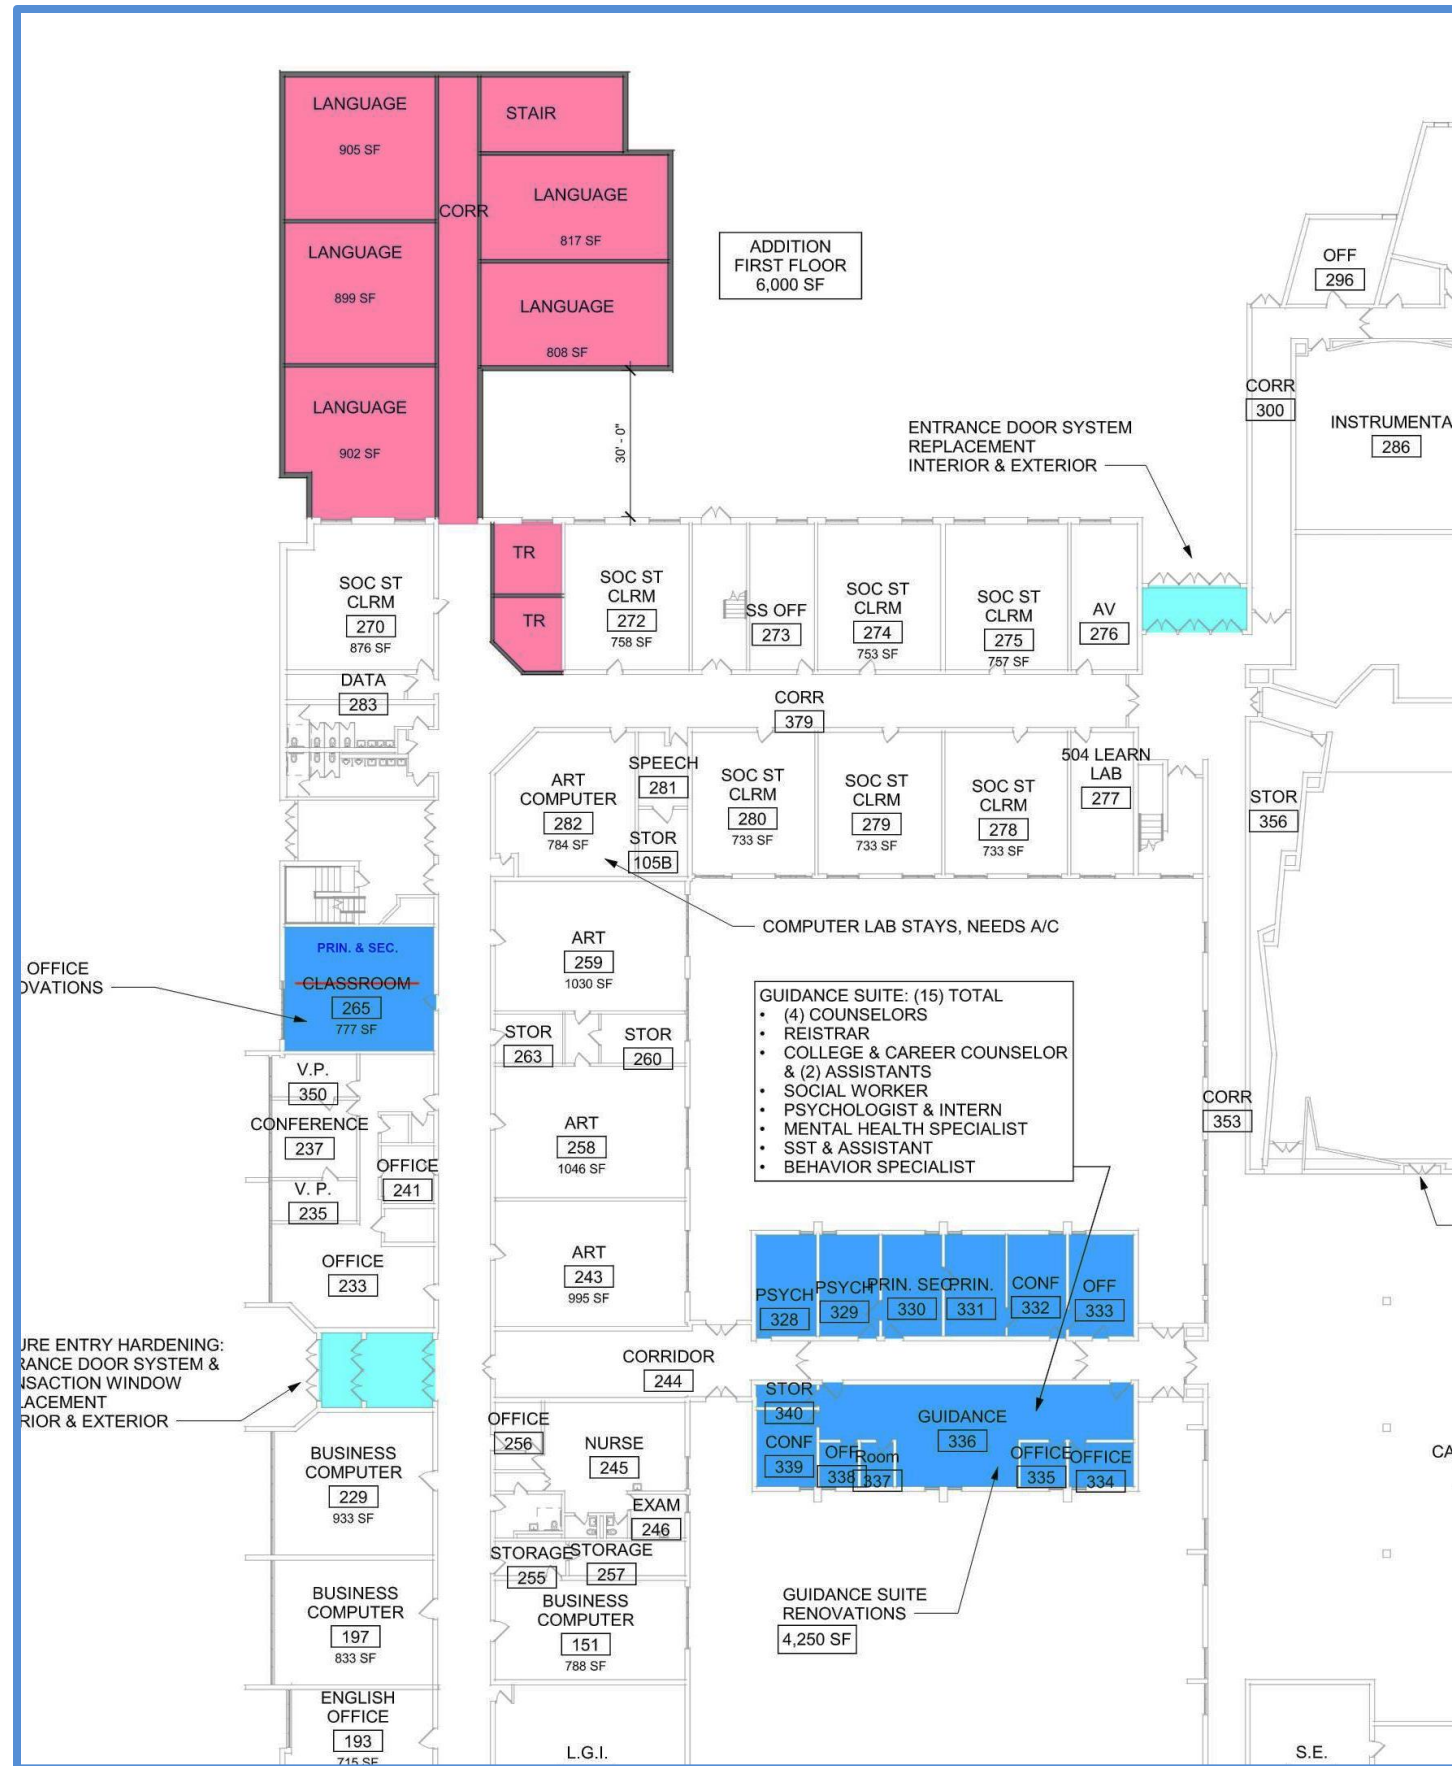 LANGUAGE
905 SF
STAIR
LANGUAGE
817 SF
CORR
LANGUAGE
899 SF
LANGUAGE
808 SF
LANGUAGE
902 SF
ADDITION
FIRST FLOOR
6,000 SF
30' - 0"
OFF
296
CORR
300
INSTRUMENTA
286
ENTRANCE DOOR SYSTEM
REPLACEMENT
INTERIOR & EXTERIOR
TR
TR
SOC ST
CLRM
270
876 SF
SOC ST
CLRM
272
758 SF
SS OFF
273
SOC ST
CLRM
274
753 SF
SOC ST
CLRM
275
757 SF
AV
276
DATA
283
CORR
379
ART
COMPUTER
282
784 SF
SPEECH
281
STOR
105B
SOC ST
CLRM
280
733 SF
SOC ST
CLRM
279
733 SF
SOC ST
CLRM
278
733 SF
504 LEARN
LAB
277
STOR
356
COMPUTER LAB STAYS, NEEDS A/C
PRIN. & SEC.
CLASSROOM
265
777 SF
OFFICE
OVATIONS
ART
259
1030 SF
STOR
263
STOR
260
GUIDANCE SUITE: (15) TOTAL
• (4) COUNSELORS
• REISTRAR
• COLLEGE & CAREER COUNSELOR
& (2) ASSISTANTS
• SOCIAL WORKER
• PSYCHOLOGIST & INTERN
• MENTAL HEALTH SPECIALIST
• SST & ASSISTANT
• BEHAVIOR SPECIALIST
V.P.
350
CONFERENCE
237
OFFICE
241
V. P.
235
OFFICE
233
ART
258
1046 SF
ART
243
995 SF
CORR
353
PSYCH
328
PSYCH
329
PRIN. SEC
330
PRIN.
331
CONF
332
OFF
333
URE ENTRY HARDENING:
RANCE DOOR SYSTEM &
NSACTION WINDOW
LACEMENT
RIOR & EXTERIOR
CORRIDOR
244
STOR
340
GUIDANCE
336
CONF
339
OFF
338
Room
337
OFFICE
335
OFFICE
334
OFFICE
256
NURSE
245
EXAM
246
STORAGE
255
STORAGE
257
BUSINESS
COMPUTER
229
933 SF
BUSINESS
COMPUTER
197
833 SF
BUSINESS
COMPUTER
151
788 SF
GUIDANCE SUITE
RENOVATIONS
4,250 SF
CA
ENGLISH
OFFICE
193
715 SF
L.G.I.
S.E.